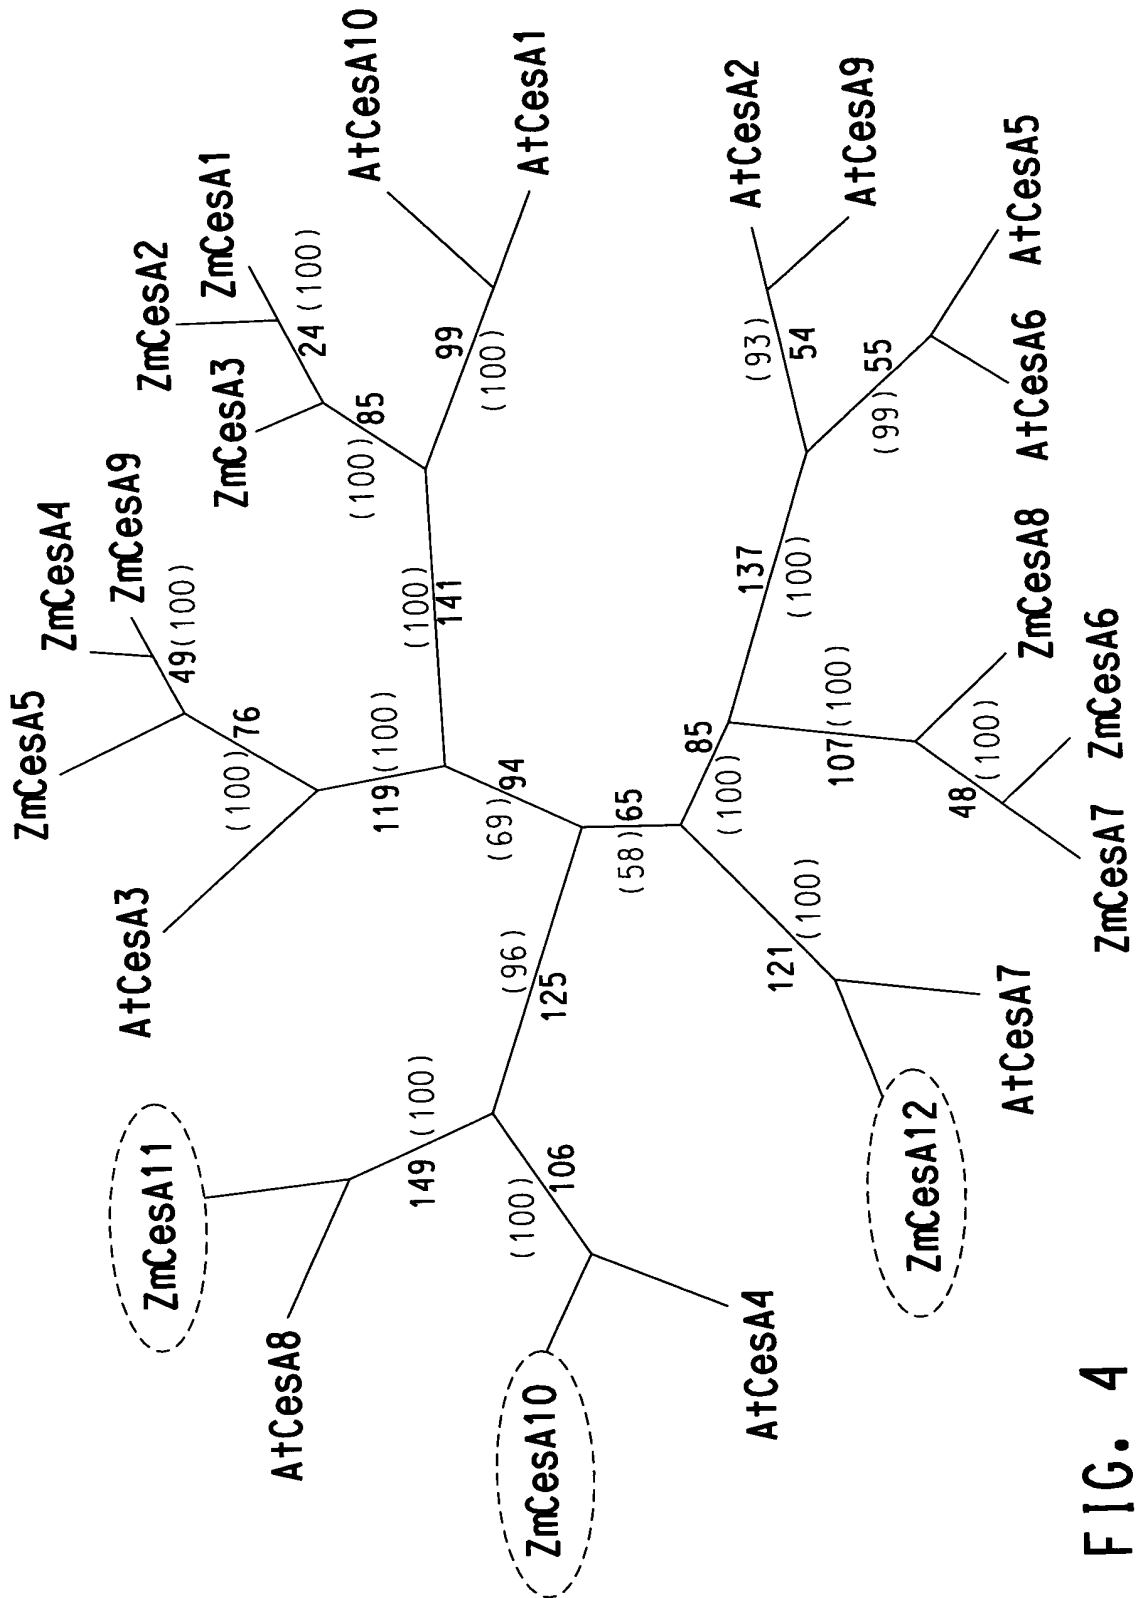 ZmCesA11
AtCesA8
149 (100)
ZmCesA10
AtCesA4
(100)
106
(96)
125
AtCesA3
ZmCesA5
ZmCesA4
ZmCesA9
49 (100)
(100) 76
119 (100)
(69) 94
(100)
141
ZmCesA2
ZmCesA1
ZmCesA3
24 (100)
(100) 85
AtCesA10
AtCesA1
99
(100)
(58) 65
85
(100)
137
(100)
AtCesA2
AtCesA9
(93)
54
(99) 55
AtCesA5
AtCesA6
107 (100)
ZmCesA8
48 (100)
ZmCesA6
ZmCesA7
121 (100)
AtCesA7
ZmCesA12
FIG. 4